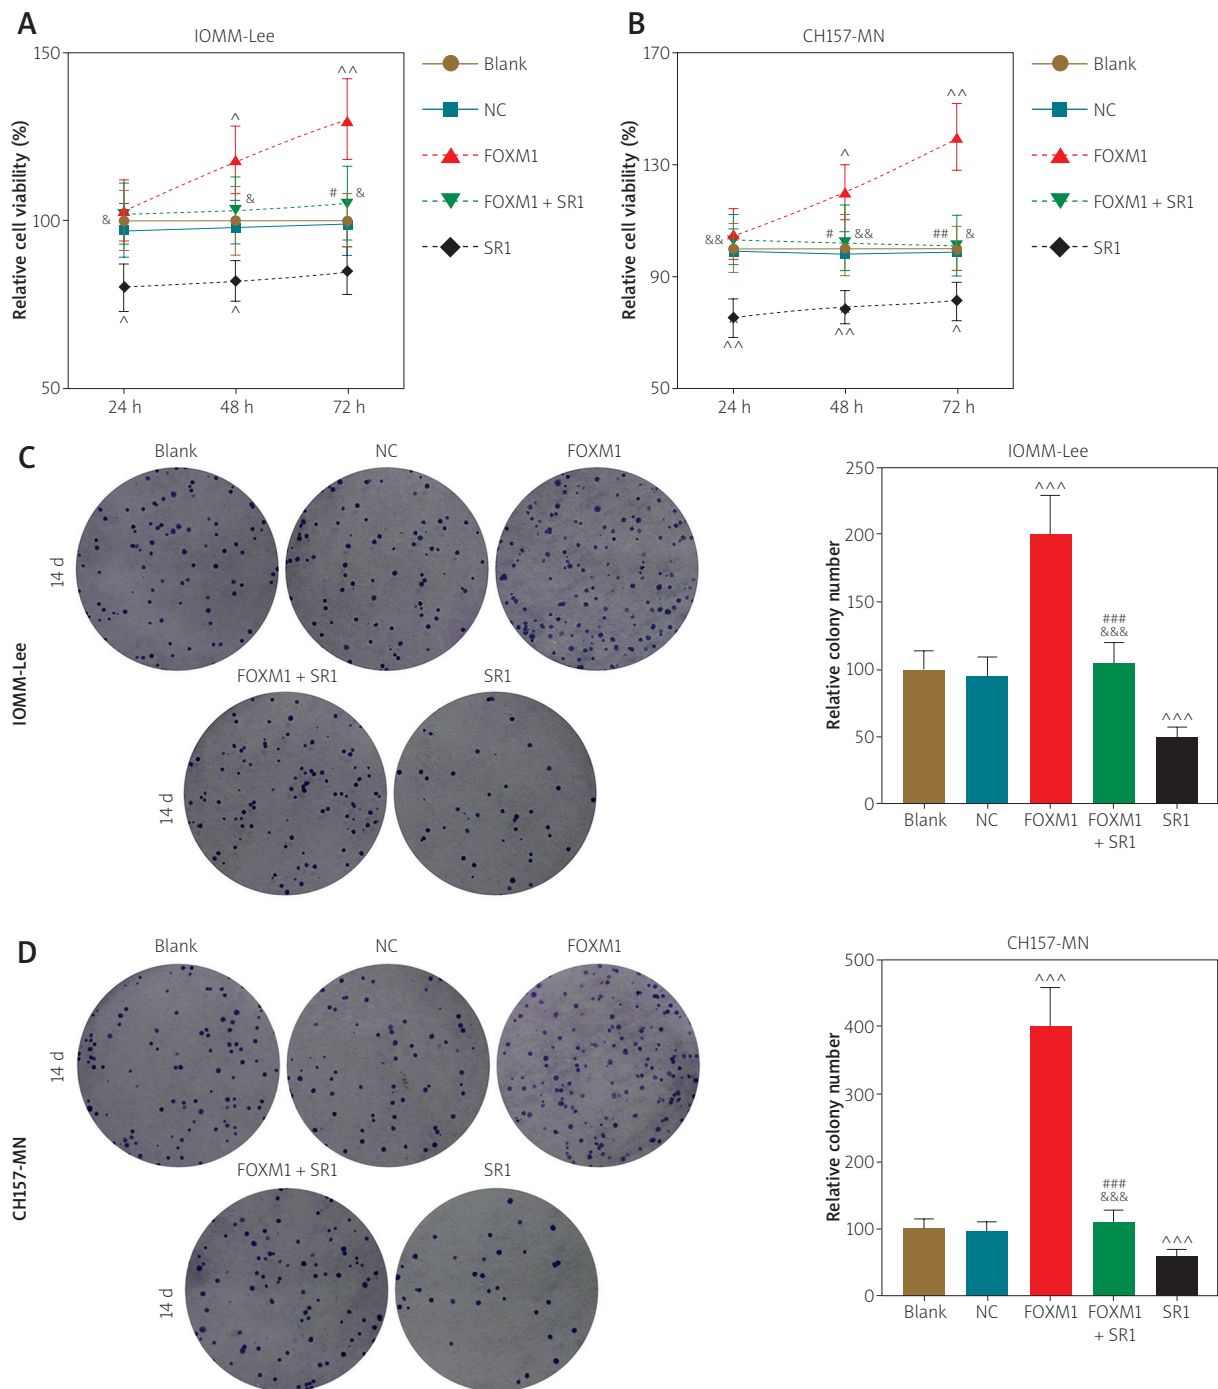 A
IOMM-Lee
Relative cell viability (%)
150
100
50
24 h 48 h 72 h
^
^
^^
^
^
&
&
# &
Blank
NC
FOXM1
FOXM1 + SR1
SR1
B
CH157-MN
Relative cell viability (%)
170
130
90
50
24 h 48 h 72 h
^
^^
&&
# &&
## &
^^
^^
^
Blank
NC
FOXM1
FOXM1 + SR1
SR1
C
IOMM-Lee
Blank NC FOXM1
14 d
FOXM1 + SR1 SR1
14 d
IOMM-Lee
Relative colony number
250
200
150
100
50
0
^^^
###
&&&
^^^
Blank NC FOXM1 FOXM1 SR1
+ SR1
D
CH157-MN
Blank NC FOXM1
14 d
FOXM1 + SR1 SR1
14 d
CH157-MN
Relative colony number
500
400
300
200
100
0
^^^
###
&&&
^^^
Blank NC FOXM1 FOXM1 SR1
+ SR1